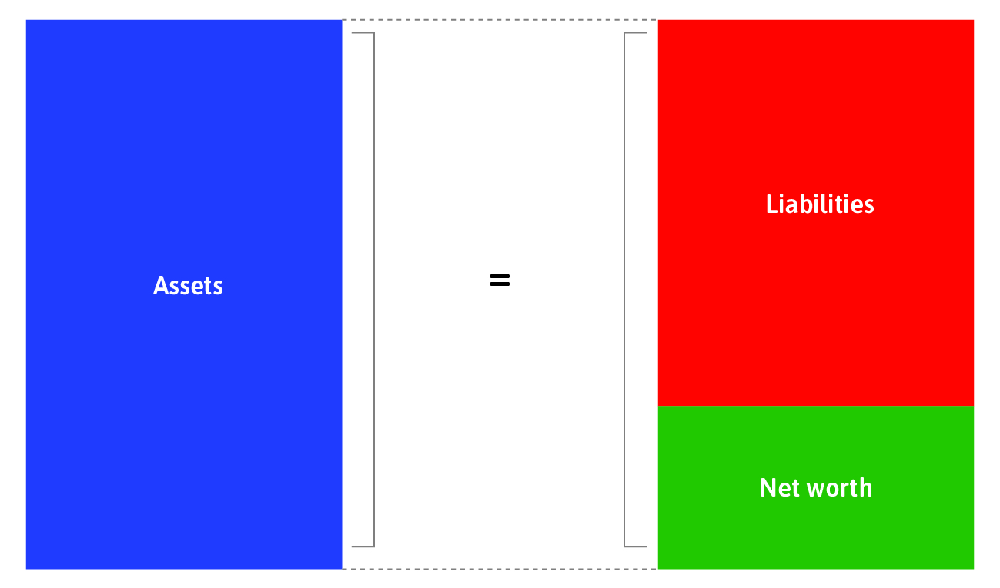 Assets
=
Liabilities
Net worth